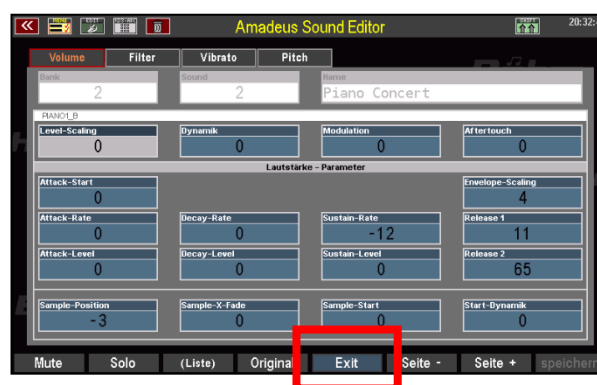 Amadeus Sound Editor
20:32:
Volume Filter Vibrato Pitch
Bank Sound Name
2 2 Piano Concert
PIANO1_B
Level-Scaling Dynamik Modulation Aftertouch
0 0 0 0
Lautstärke - Parameter
Attack-Start Envelope-Scaling
0 4
Attack-Rate Decay-Rate Sustain-Rate Release 1
0 0 -12 11
Attack-Level Decay-Level Sustain-Level Release 2
0 0 0 65
Sample-Position Sample-X-Fade Sample-Start Start-Dynamik
-3 0 0 0
Mute Solo (Liste) Original Exit Seite - Seite + speichern